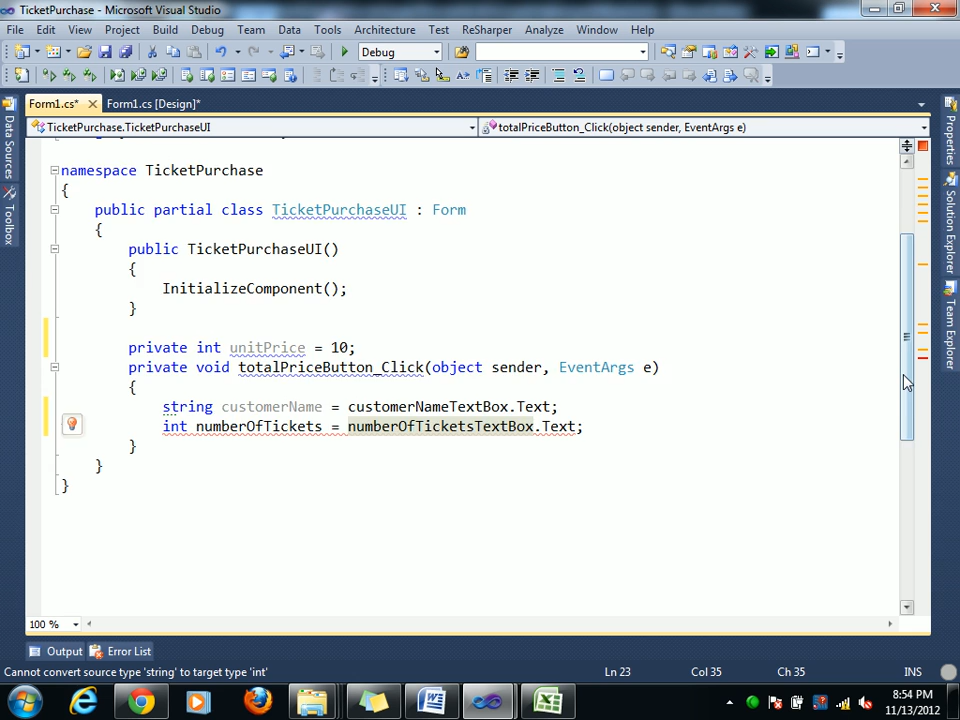 TicketPurchase - Microsoft Visual Studio
File Edit View Project Build Debug Team Data Tools Architecture Test ReSharper Analyze Window Help
Debug
Form1.cs* Form1.cs [Design]*
TicketPurchase.TicketPurchaseUI totalPriceButton_Click(object sender, EventArgs e)
Data Sources
Toolbox
Properties
Solution Explorer
Team Explorer
namespace TicketPurchase
{
public partial class TicketPurchaseUI : Form
{
public TicketPurchaseUI()
{
InitializeComponent();
}
private int unitPrice = 10;
private void totalPriceButton_Click(object sender, EventArgs e)
{
string customerName = customerNameTextBox.Text;
int numberOfTickets = numberOfTicketsTextBox.Text;
}
}
}
100 %
Output Error List
Cannot convert source type 'string' to target type 'int' Ln 23 Col 35 Ch 35 INS
8:54 PM
11/13/2012